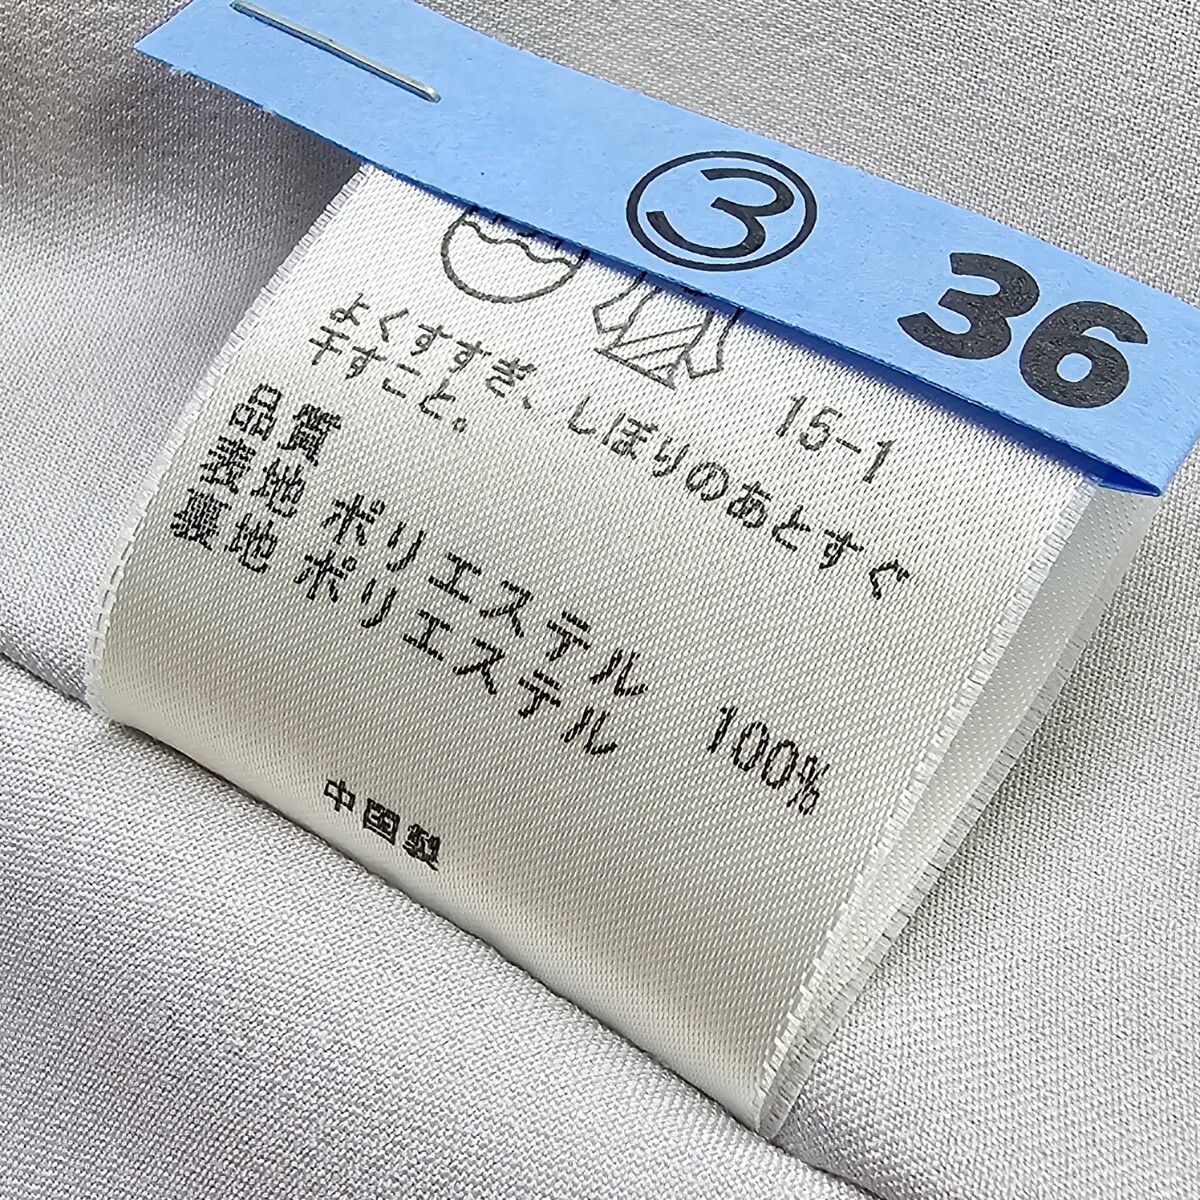 ③ 36
15-1
よくすすぎ、しぼりのあとすぐ
干すこと。
品質
表地 ポリエステル 100%
裏地 ポリエステル
中国製